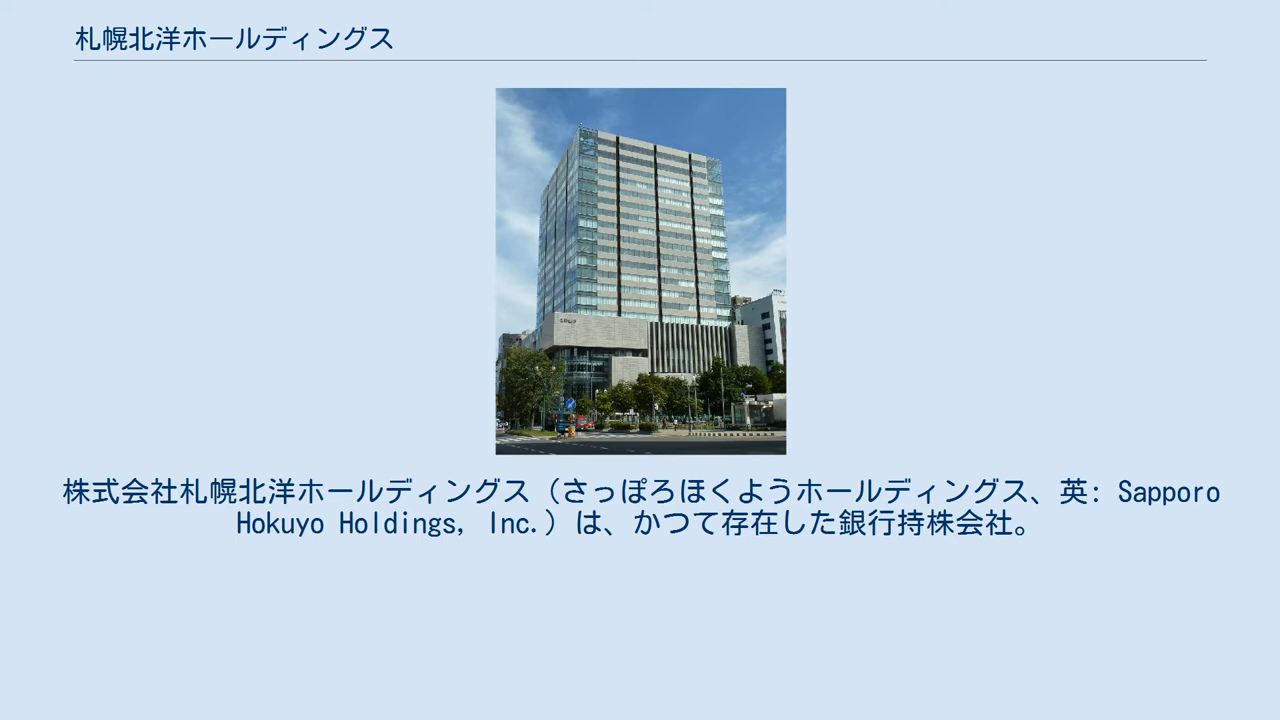 札幌北洋ホールディングス
株式会社札幌北洋ホールディングス（さっぽろほくようホールディングス、英: Sapporo
Hokuyo Holdings, Inc.）は、かつて存在した銀行持株会社。